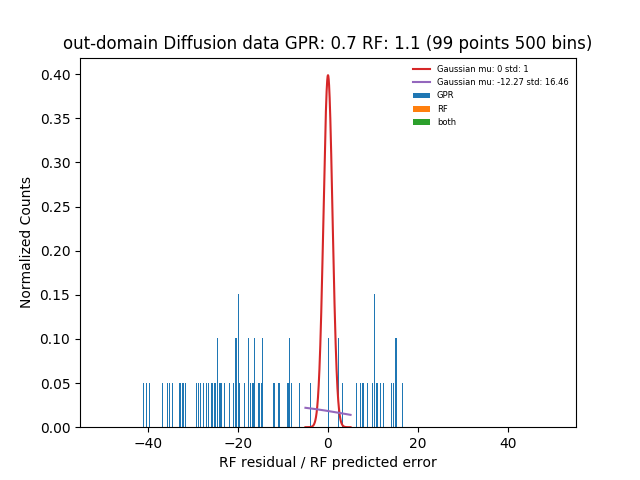 out-domain Diffusion data GPR: 0.7 RF: 1.1 (99 points 500 bins)
Gaussian mu: 0 std: 1
Gaussian mu: -12.27 std: 16.46
GPR
RF
both
Normalized Counts
0.40
0.35
0.30
0.25
0.20
0.15
0.10
0.05
0.00
−40 −20 0 20 40
RF residual / RF predicted error